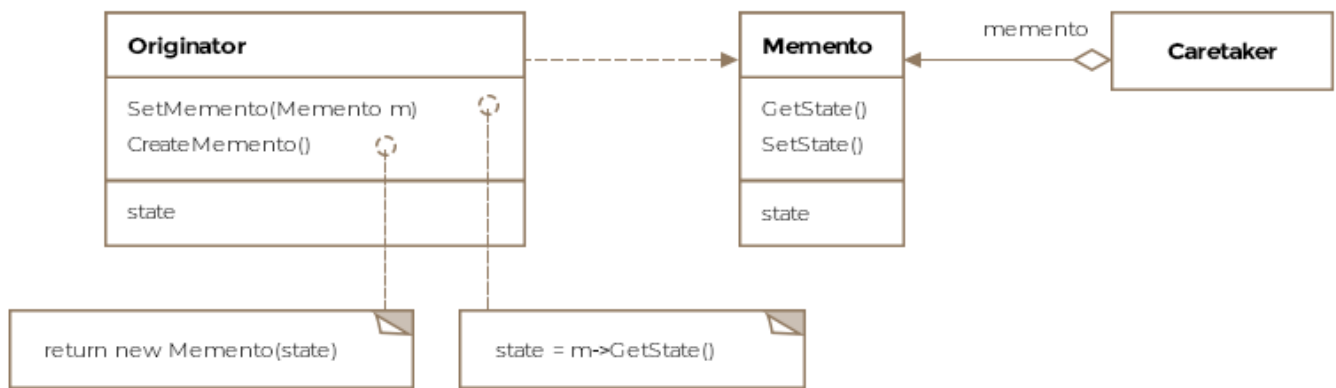 Originator
SetMemento(Memento m)
CreateMemento()
state
Memento
GetState()
SetState()
state
memento
Caretaker
return new Memento(state)
state = m->GetState()